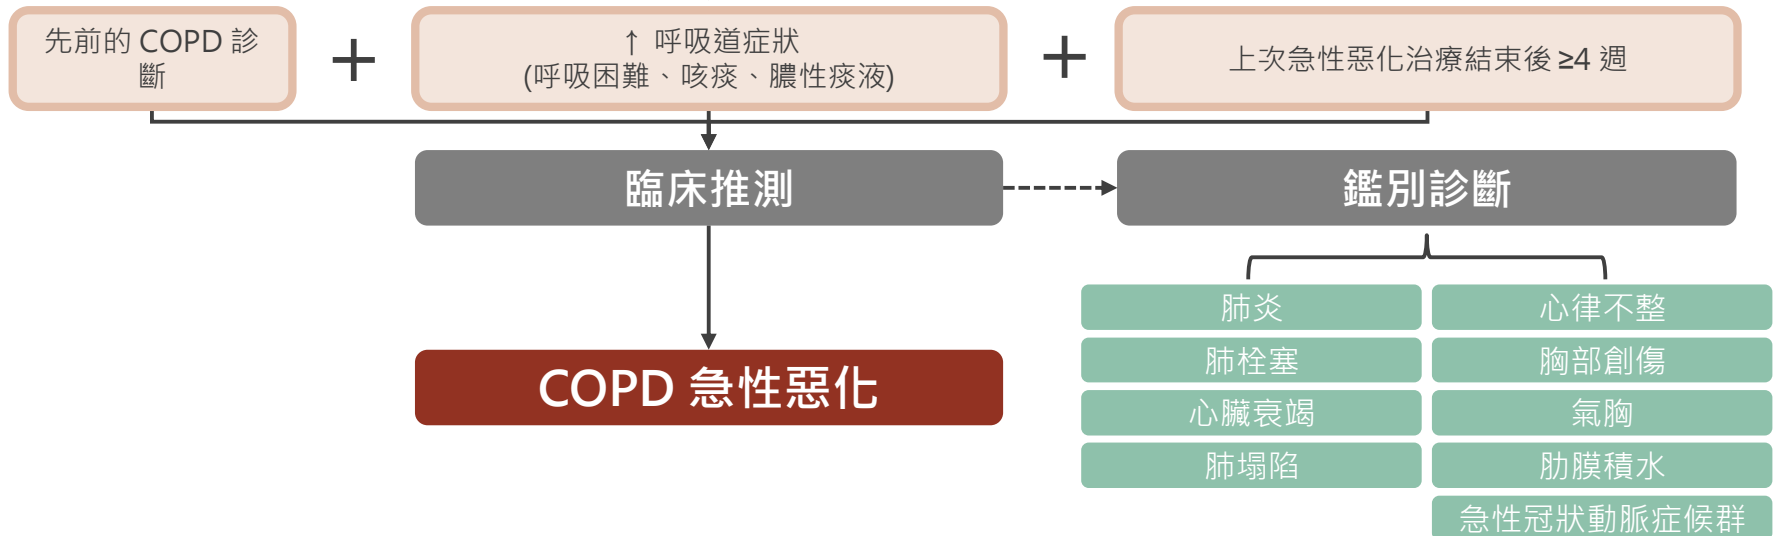 先前的 COPD 診
斷
+
↑ 呼吸道症狀
(呼吸困難、咳痰、膿性痰液)
+
上次急性惡化治療結束後 ≥4 週
臨床推測
鑑別診斷
COPD 急性惡化
肺炎
心律不整
肺栓塞
胸部創傷
心臟衰竭
氣胸
肺塌陷
肋膜積水
急性冠狀動脈症候群